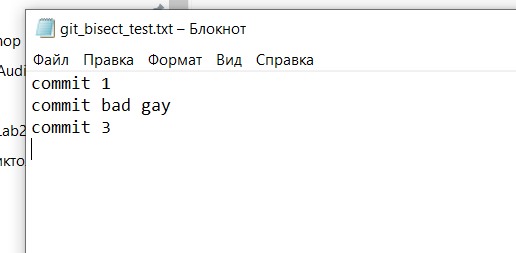 git_bisect_test.txt – Блокнот
Файл Правка Формат Вид Справка
commit 1
commit bad gay
commit 3